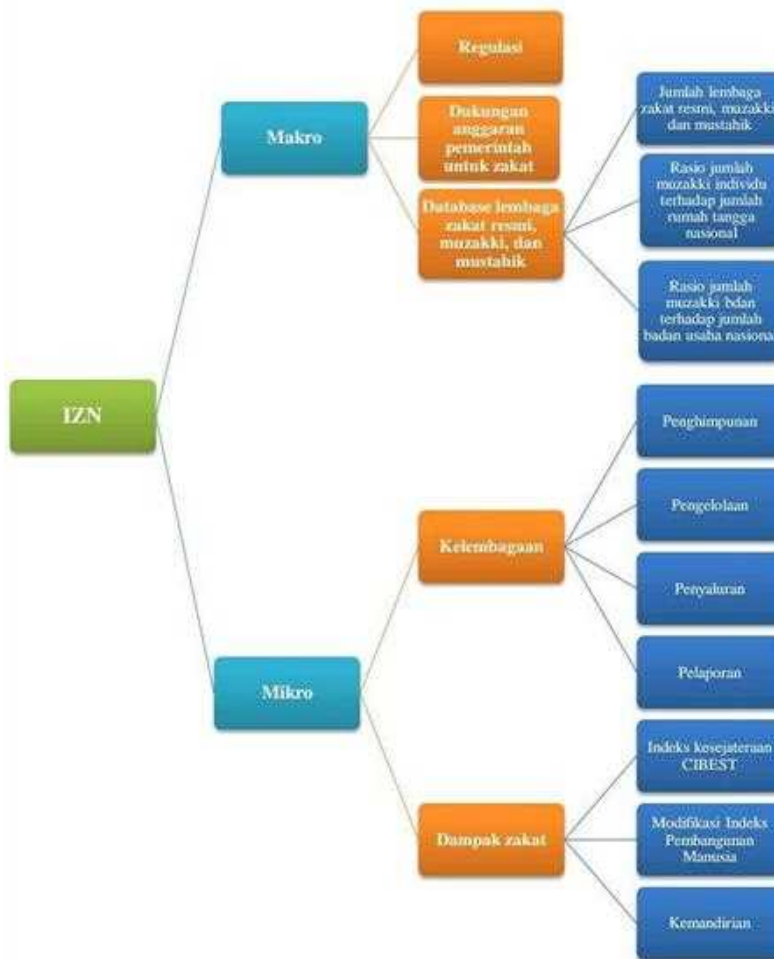 Regulasi
Makro
Dukungan
anggaran
pemerintah
untuk zakat
Database lembaga
zakat resmi,
muzakki, dan
mustahik
Jumlah lembaga
zakat resmi, muzakki
dan mustahik
Rasio jumlah
muzakki individu
terhadap jumlah
rumah tangga
nasional
Rasio jumlah
muzakki bdan
terhadap jumlah
badan usaha nasional
IZN
Mikro
Kelembagaan
Penghimpunan
Pengelolaan
Penyaluran
Pelaporan
Dampak zakat
Indeks kesejateraan
CIBEST
Modifikasi Indeks
Pembangunan
Manusia
Kemandirian